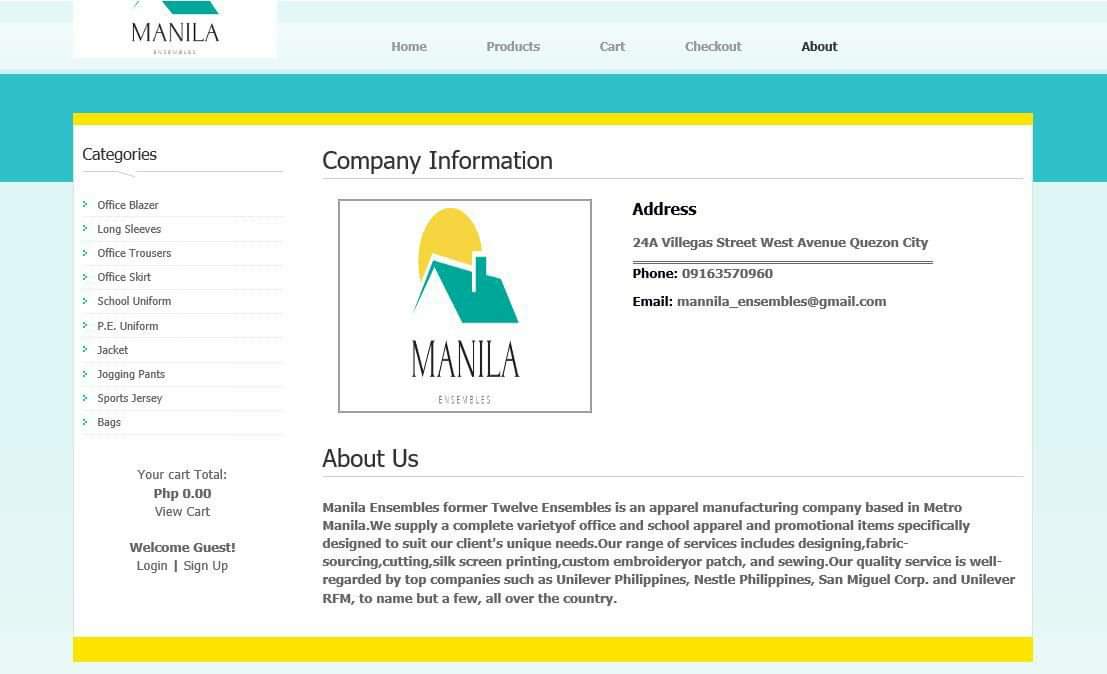 MANILA
ENSEMBLES
Home
Products
Cart
Checkout
About
Categories
Office Blazer
Long Sleeves
Office Trousers
Office Skirt
School Uniform
P.E. Uniform
Jacket
Jogging Pants
Sports Jersey
Bags
Your cart Total:
Php 0.00
View Cart
Welcome Guest!
Login | Sign Up
Company Information
MANILA
ENSEMBLES
Address
24A Villegas Street West Avenue Quezon City
Phone: 09163570960
Email: mannila_ensembles@gmail.com
About Us
Manila Ensembles former Twelve Ensembles is an apparel manufacturing company based in Metro
Manila.We supply a complete varietyof office and school apparel and promotional items specifically
designed to suit our client's unique needs.Our range of services includes designing,fabric-
sourcing,cutting,silk screen printing,custom embroideryor patch, and sewing.Our quality service is well-
regarded by top companies such as Unilever Philippines, Nestle Philippines, San Miguel Corp. and Unilever
RFM, to name but a few, all over the country.